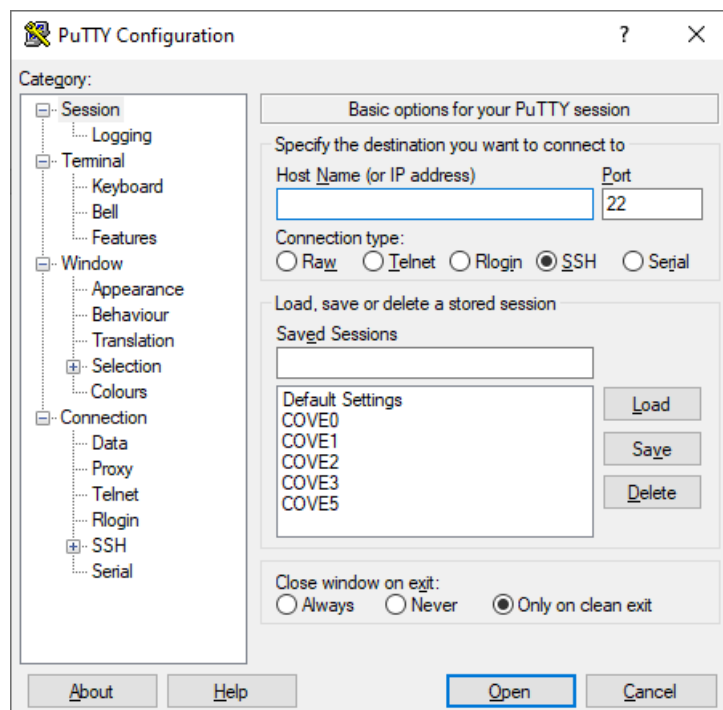 PuTTY Configuration
?
Category:
Session
Logging
Terminal
Keyboard
Bell
Features
Window
Appearance
Behaviour
Translation
Selection
Colours
Connection
Data
Proxy
Telnet
Rlogin
SSH
Serial
Basic options for your PuTTY session
Specify the destination you want to connect to
Host Name (or IP address) Port
22
Connection type:
Raw Telnet Rlogin SSH Serial
Load, save or delete a stored session
Saved Sessions
Default Settings
COVE0
COVE1
COVE2
COVE3
COVE5
Load
Save
Delete
Close window on exit:
Always Never Only on clean exit
About Help Open Cancel